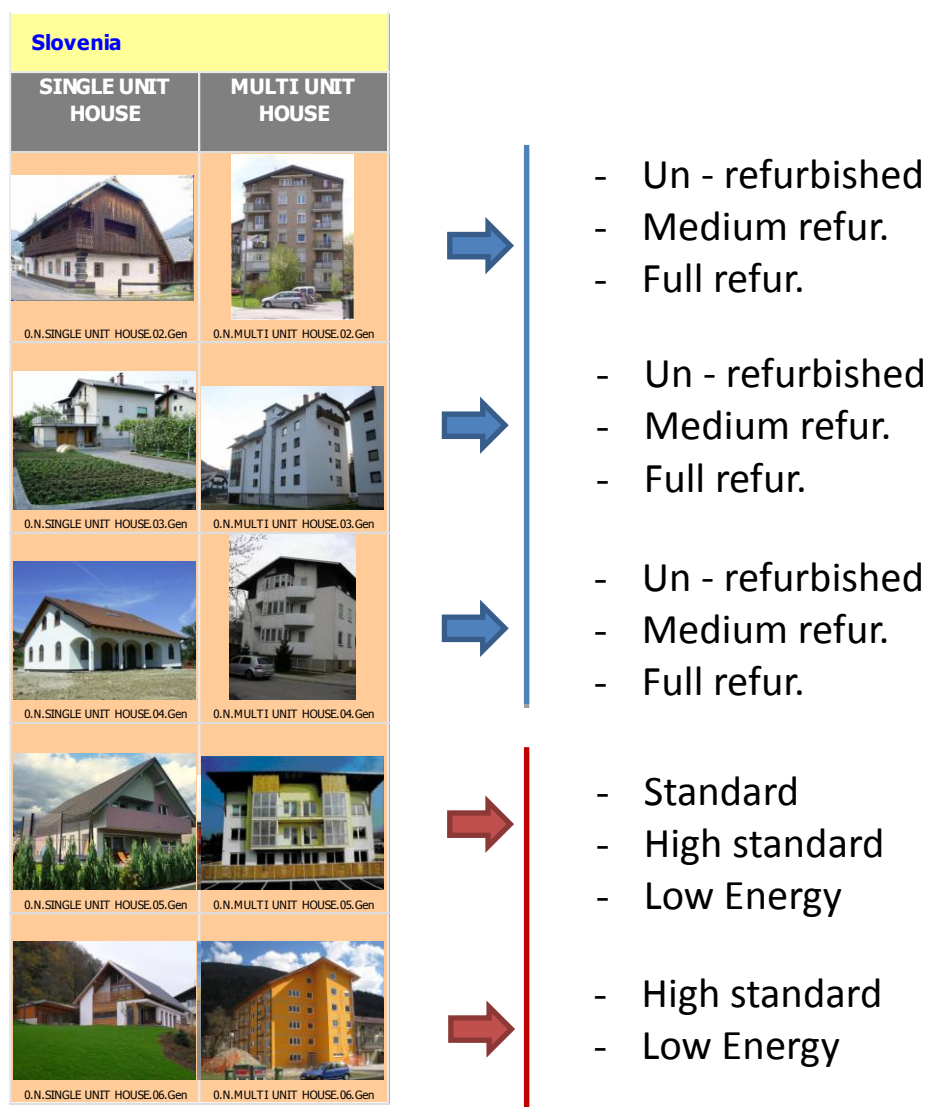 Slovenia
SINGLE UNIT
HOUSE
MULTI UNIT
HOUSE
0.N.SINGLE UNIT HOUSE.02.Gen
0.N.MULTI UNIT HOUSE.02.Gen
- Un - refurbished
- Medium refur.
- Full refur.
0.N.SINGLE UNIT HOUSE.03.Gen
0.N.MULTI UNIT HOUSE.03.Gen
- Un - refurbished
- Medium refur.
- Full refur.
0.N.SINGLE UNIT HOUSE.04.Gen
0.N.MULTI UNIT HOUSE.04.Gen
- Un - refurbished
- Medium refur.
- Full refur.
0.N.SINGLE UNIT HOUSE.05.Gen
0.N.MULTI UNIT HOUSE.05.Gen
- Standard
- High standard
- Low Energy
0.N.SINGLE UNIT HOUSE.06.Gen
0.N.MULTI UNIT HOUSE.06.Gen
- High standard
- Low Energy